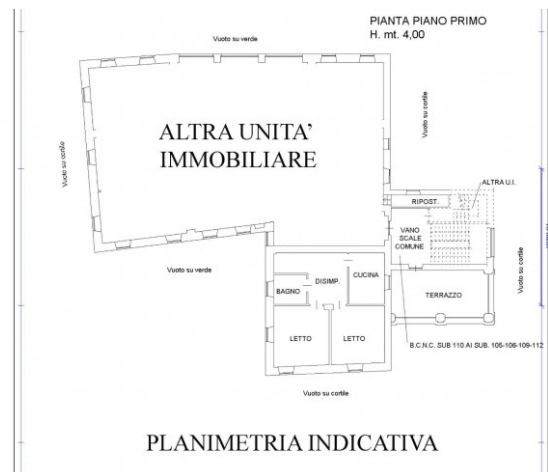 PIANTA PIANO PRIMO
H. mt. 4,00
Vuoto su verde
Vuoto su cortile
Vuoto su cortile
ALTRA UNITA'
IMMOBILIARE
ALTRA U.I.
RIPOST.
VANO
SCALE
COMUNE
Vuoto su verde
Vuoto su cortile
BAGNO
DISIMP.
CUCINA
TERRAZZO
LETTO
LETTO
B.C.N.C. SUB 110 AI SUB. 105-106-109-112
Vuoto su cortile
PLANIMETRIA INDICATIVA